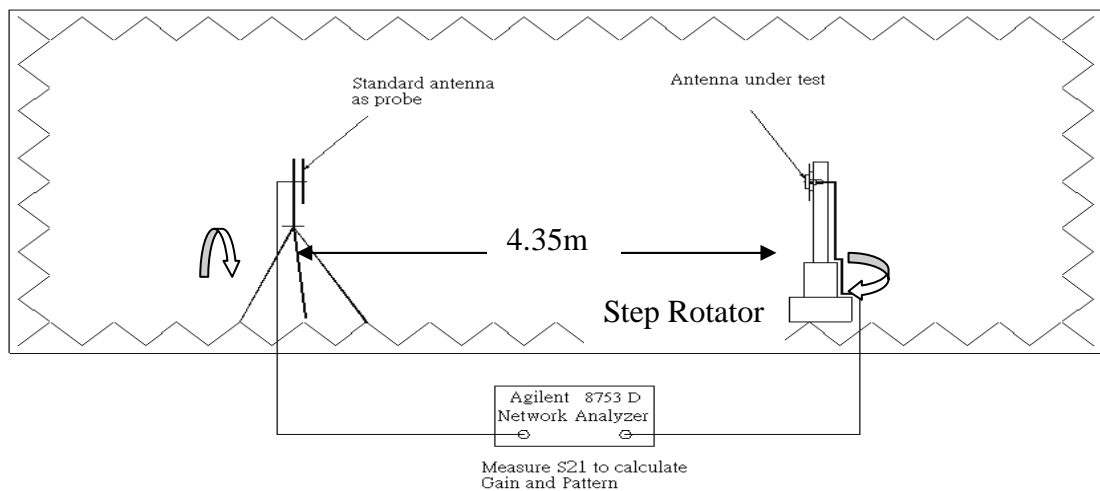 Standard antenna
as probe
Antenna under test
4.35m
Step Rotator
Agilent 8753 D
Network Analyzer
Measure S21 to calculate
Gain and Pattern